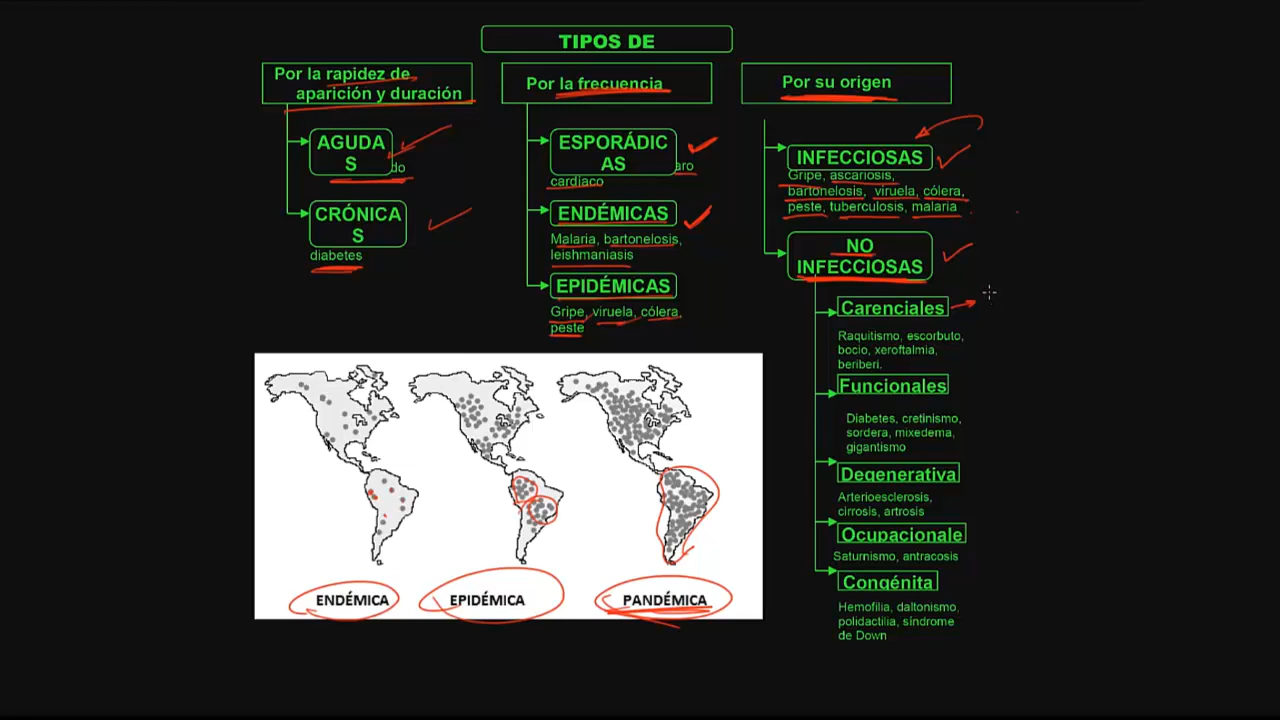 TIPOS DE
Por la rapidez de
aparición y duración
AGUDA
S
do
CRÓNICA
S
diabetes
Por la frecuencia
ESPORÁDIC
AS
aro
cardiaco
ENDÉMICAS
Malaria, bartonelosis,
leishmaniasis
EPIDÉMICAS
Gripe, viruela, cólera,
peste
Por su origen
INFECCIOSAS
Gripe, ascariosis,
bartonelosis, viruela, cólera,
peste, tuberculosis, malaria
NO
INFECCIOSAS
Carenciales
Raquitismo, escorbuto,
bocio, xeroftalmia,
beriberi.
Funcionales
Diabetes, cretinismo,
sordera, mixedema,
gigantismo
Degenerativa
Arterioesclerosis,
cirrosis, artrosis
Ocupacionale
Saturnismo, antracosis
Congénita
Hemofilia, daltonismo,
polidactilia, síndrome
de Down
ENDÉMICA
EPIDÉMICA
PANDÉMICA